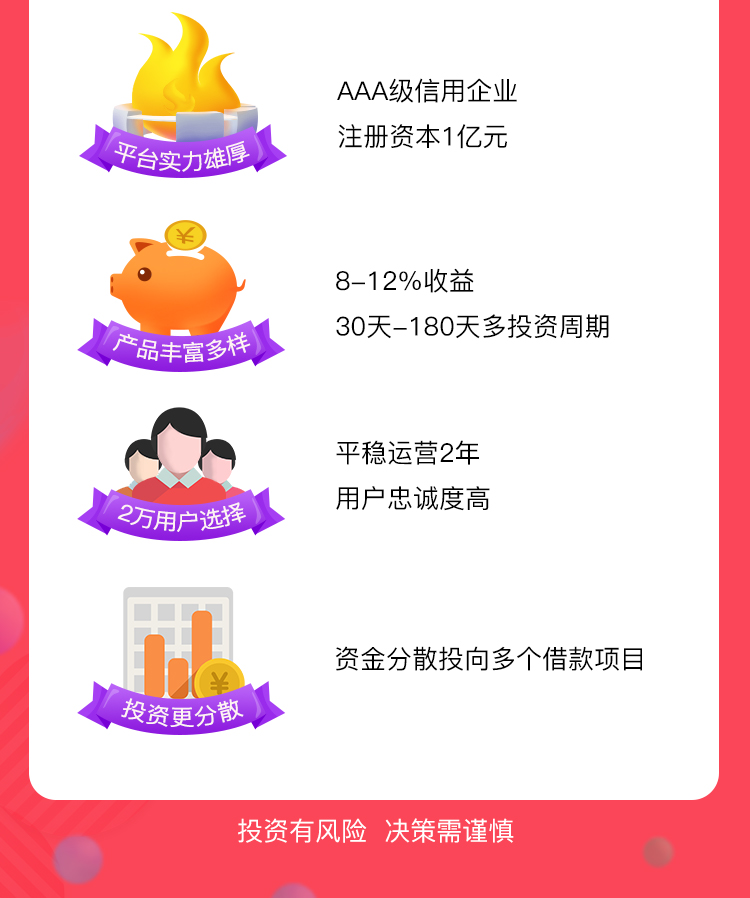 平台实力雄厚
AAA级信用企业
注册资本1亿元
产品丰富多样
8-12%收益
30天-180天多投资周期
2万用户选择
平稳运营2年
用户忠诚度高
投资更分散
资金分散投向多个借款项目
投资有风险 决策需谨慎